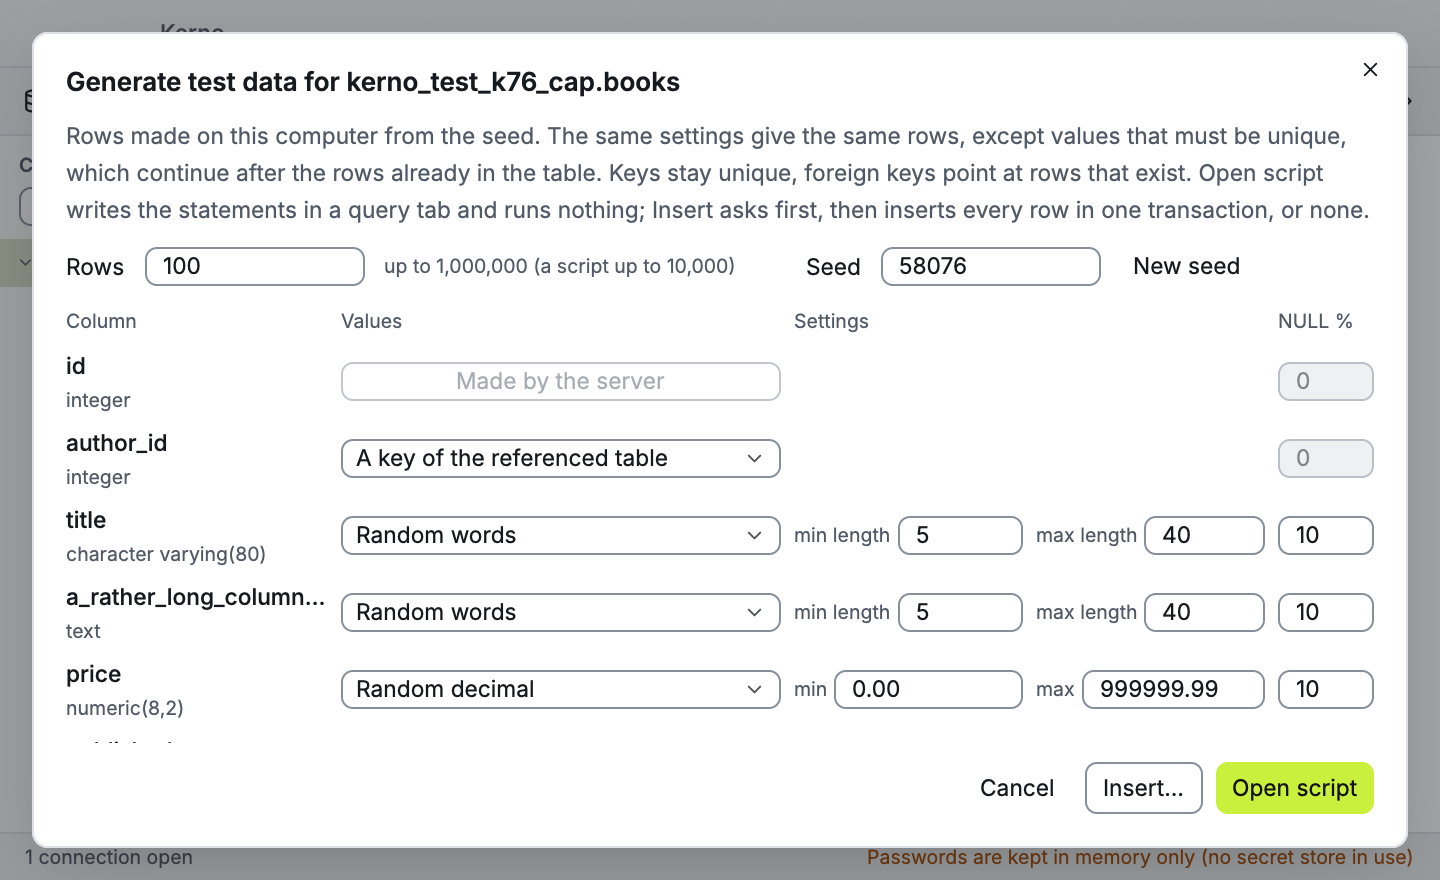 Generate test data for kerno_test_k76_cap.books
Rows made on this computer from the seed. The same settings give the same rows, except values that must be unique,
which continue after the rows already in the table. Keys stay unique, foreign keys point at rows that exist. Open script
writes the statements in a query tab and runs nothing; Insert asks first, then inserts every row in one transaction, or none.
Rows 100 up to 1,000,000 (a script up to 10,000) Seed 58076 New seed
Column Values Settings NULL %
id
integer
Made by the server 0
author_id
integer
A key of the referenced table 0
title
character varying(80)
Random words min length 5 max length 40 10
a_rather_long_column...
text
Random words min length 5 max length 40 10
price
numeric(8,2)
Random decimal min 0.00 max 999999.99 10
Cancel Insert... Open script
1 connection open Passwords are kept in memory only (no secret store in use)